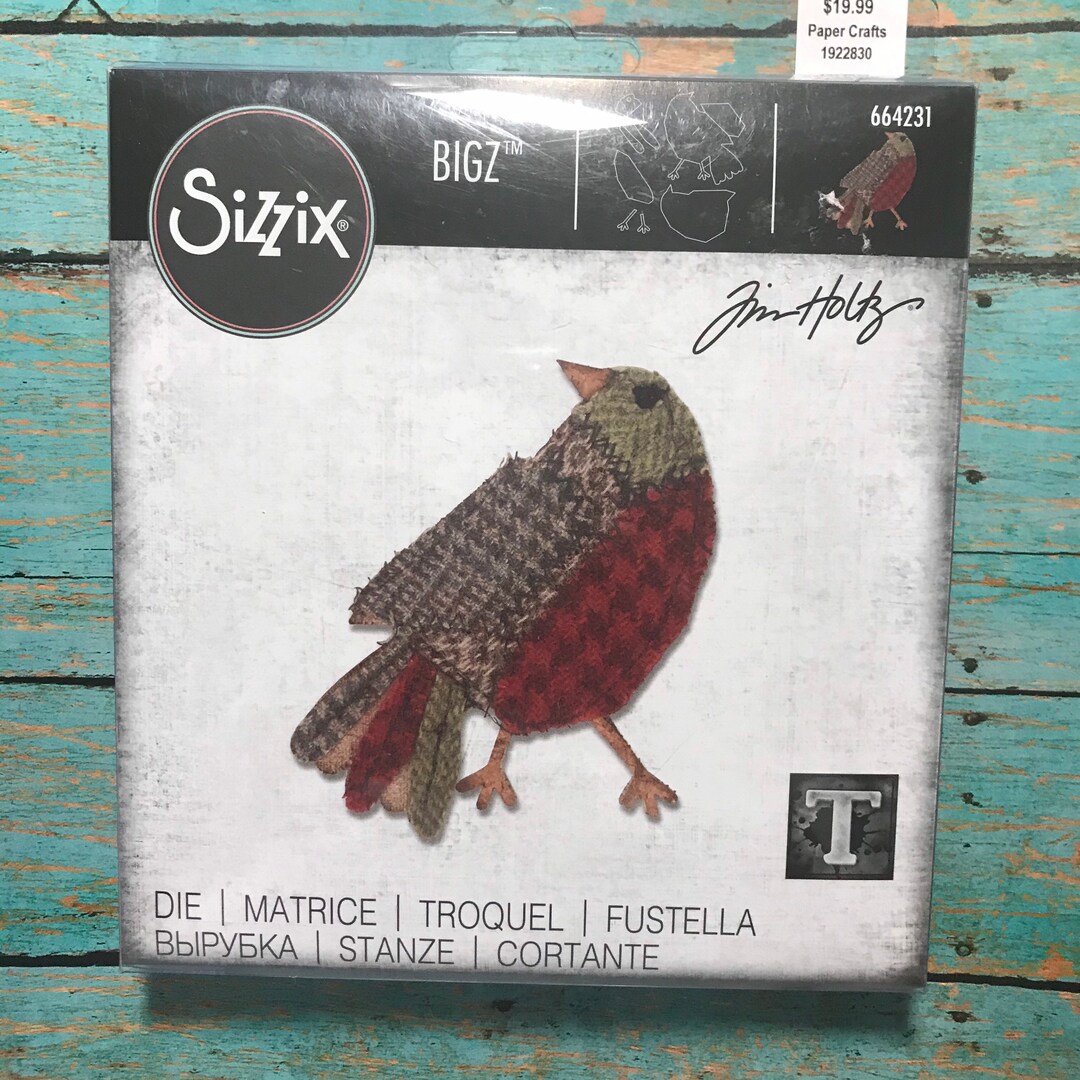 $19.99
Paper Crafts
1922830
Sizzix®
BIGZ™
664231
Tim Holtz
T
DIE | MATRICE | TROQUEL | FUSTELLA
ВЫРУБКА | STANZE | CORTANTE